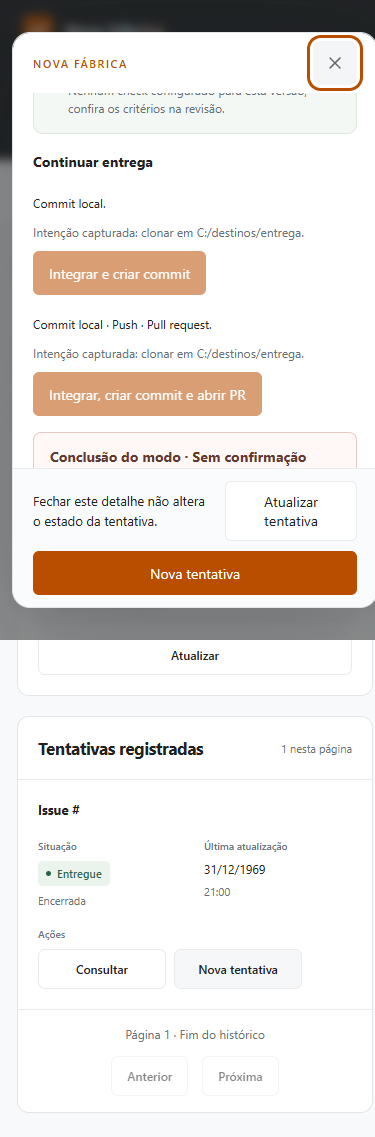 NOVA FÁBRICA
Nenhum check configurado para esta versão,
confira os critérios na revisão.
Continuar entrega
Commit local.
Intenção capturada: clonar em C:/destinos/entrega.
Integrar e criar commit
Commit local · Push · Pull request.
Intenção capturada: clonar em C:/destinos/entrega.
Integrar, criar commit e abrir PR
Conclusão do modo · Sem confirmação
Fechar este detalhe não altera
o estado da tentativa.
Atualizar
tentativa
Nova tentativa
Atualizar
Tentativas registradas
1 nesta página
Issue #
Situação
Última atualização
Entregue
31/12/1969
Encerrada
21:00
Ações
Consultar
Nova tentativa
Página 1 · Fim do histórico
Anterior
Próxima